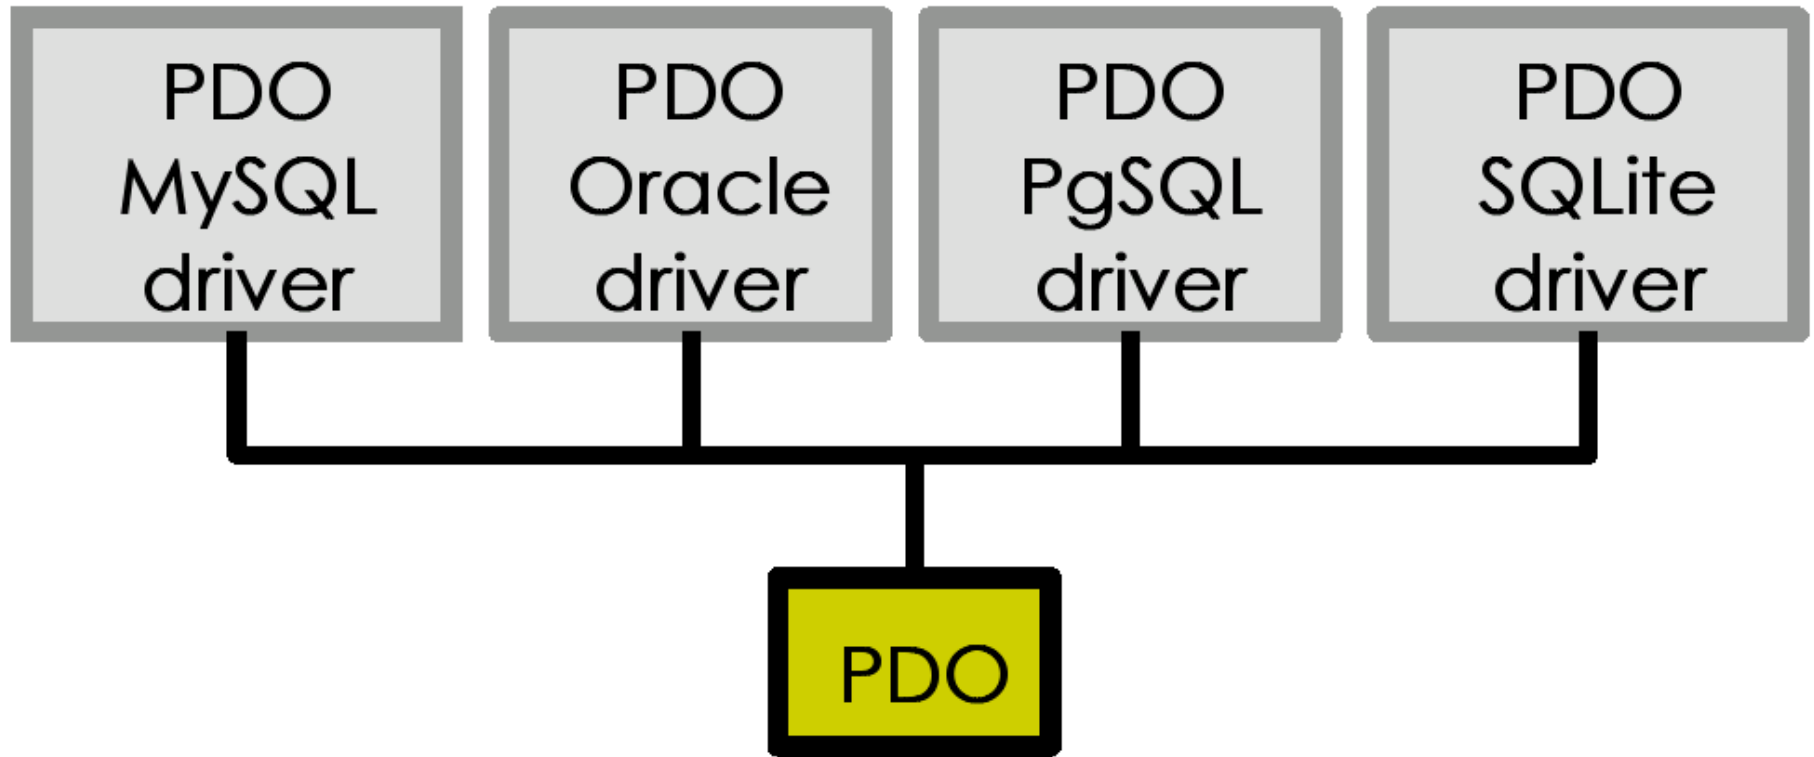 PDO
MySQL
driver
PDO
Oracle
driver
PDO
PgSQL
driver
PDO
SQLite
driver
PDO